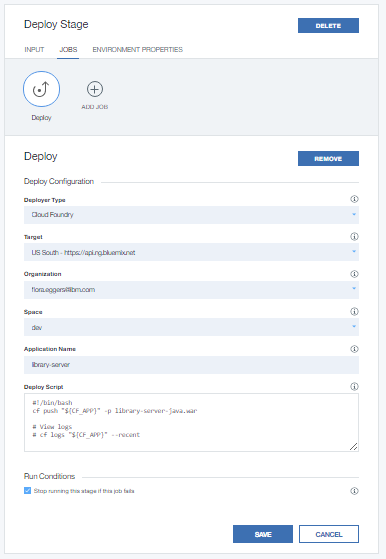 Deploy Stage
DELETE
INPUT JOBS ENVIRONMENT PROPERTIES
Deploy
ADD JOB
Deploy
REMOVE
Deploy Configuration
Deployer Type
Cloud Foundry
Target
US South - https://api.ng.bluemix.net
Organization
flora.eggers@ibm.com
Space
dev
Application Name
library-server
Deploy Script
#!/bin/bash
cf push "${CF_APP}" -p library-server-java.war
# View logs
# cf logs "${CF_APP}" --recent
Run Conditions
Stop running this stage if this job fails
SAVE
CANCEL